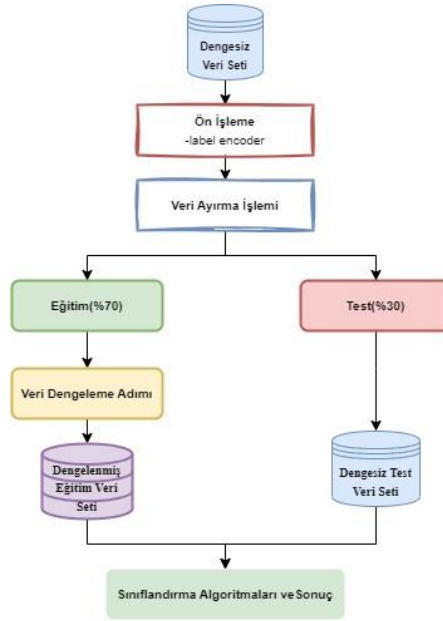 Dengesiz
Veri Seti
Ön İşleme
-label encoder
Veri Ayırma İşlemi
Eğitim(%70)
Test(%30)
Veri Dengeleme Adımı
Dengelenmiş
Eğitim Veri
Seti
Dengesiz Test
Veri Seti
Sınıflandırma Algoritmaları ve Sonuç